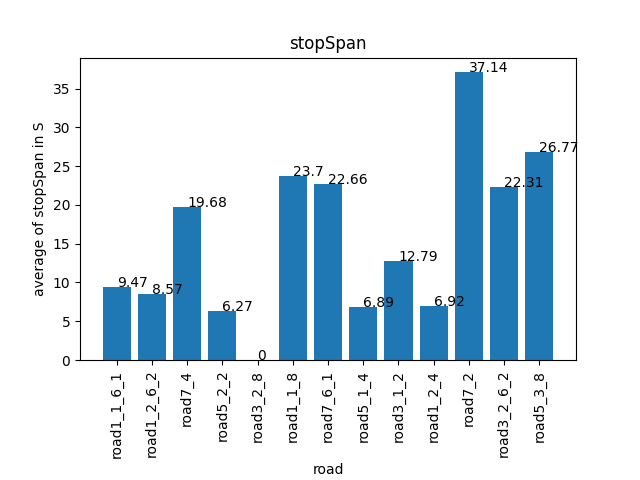 stopSpan
average of stopSpan in S
35
30
25
20
15
10
5
0
9.47
8.57
19.68
6.27
0
23.7
22.66
6.89
12.79
6.92
37.14
22.31
26.77
road1_1_6_1
road1_2_6_2
road7_4
road5_2_2
road3_2_8
road1_1_8
road7_6_1
road5_1_4
road3_1_2
road1_2_4
road7_2
road3_2_6_2
road5_3_8
road